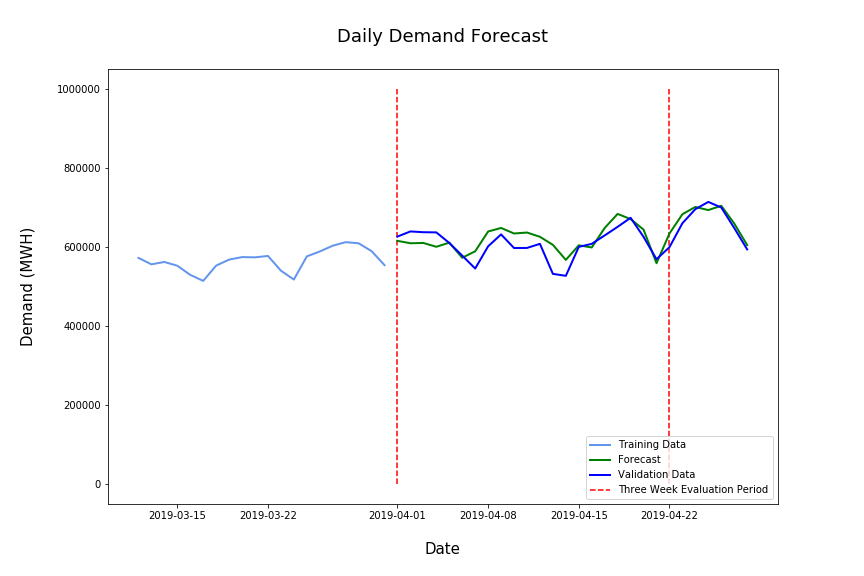 Daily Demand Forecast
Demand (MWH)
1000000
800000
600000
400000
200000
0
Training Data
Forecast
Validation Data
Three Week Evaluation Period
2019-03-15
2019-03-22
2019-04-01
2019-04-08
2019-04-15
2019-04-22
Date